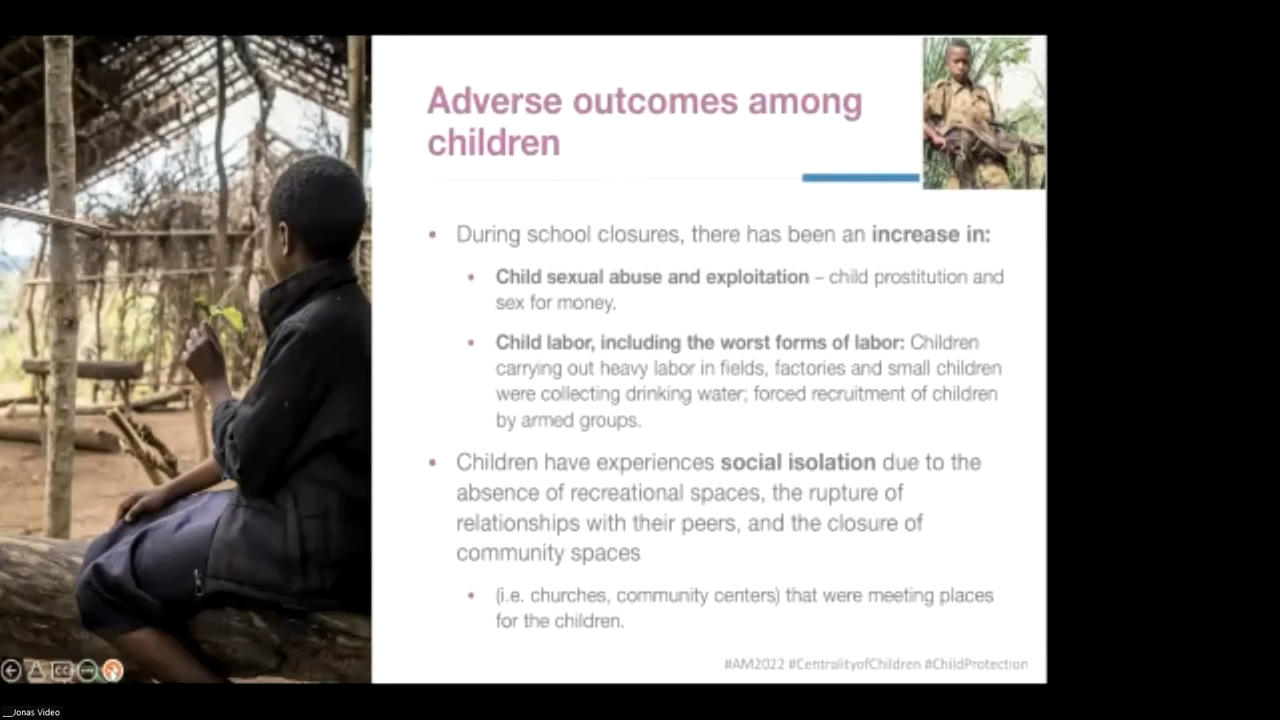 Adverse outcomes among
children
• During school closures, there has been an increase in:
• Child sexual abuse and exploitation – child prostitution and
sex for money.
• Child labor, including the worst forms of labor: Children
carrying out heavy labor in fields, factories and small children
were collecting drinking water; forced recruitment of children
by armed groups.
• Children have experiences social isolation due to the
absence of recreational spaces, the rupture of
relationships with their peers, and the closure of
community spaces
• (i.e. churches, community centers) that were meeting places
for the children.
#AM2022 #CentralityofChildren #ChildProtection
CC
__Jonas Video